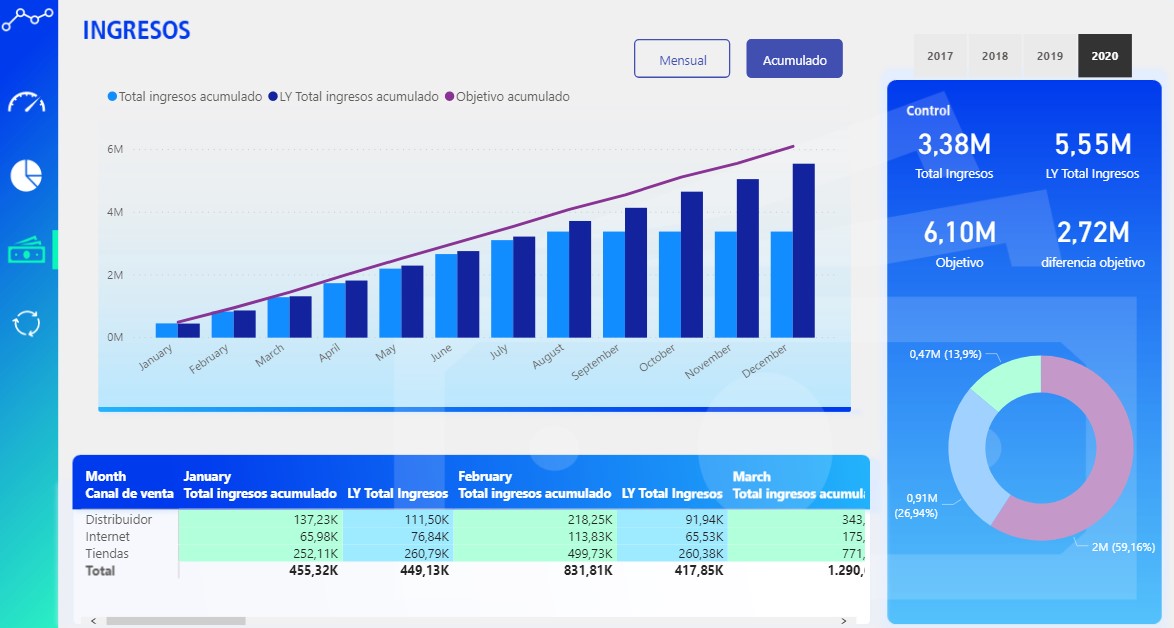 INGRESOS
Mensual
Acumulado
2017
2018
2019
2020
Total ingresos acumulado LY Total ingresos acumulado Objetivo acumulado
6M
4M
2M
0M
January February March April May June July August September October November December
Control
3,38M
Total Ingresos
5,55M
LY Total Ingresos
6,10M
Objetivo
2,72M
diferencia objetivo
0,47M (13,9%)
0,91M
(26,94%)
2M (59,16%)
Month January February March
Canal de venta Total ingresos acumulado LY Total Ingresos Total ingresos acumulado LY Total Ingresos Total ingresos acumul
Distribuidor 137,23K 111,50K 218,25K 91,94K 343,
Internet 65,98K 76,84K 113,83K 65,53K 175,
Tiendas 252,11K 260,79K 499,73K 260,38K 771,
Total 455,32K 449,13K 831,81K 417,85K 1.290,